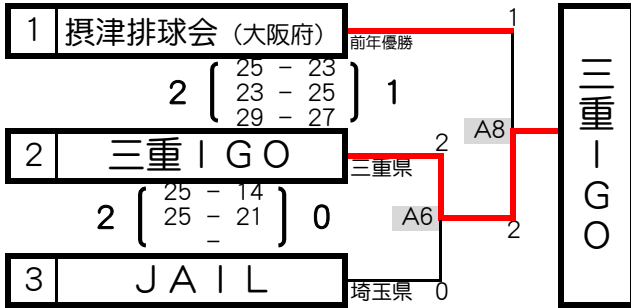 1 摂津排球会（大阪府） 前年優勝 1
2 25 － 23 1
23 － 25
29 － 27
A8
2 三重ＩＧＯ 三重県 2
2 25 － 14 0
25 － 21
－
A6
2
3 ＪＡＩＬ 埼玉県 0
三重ＩＧＯ